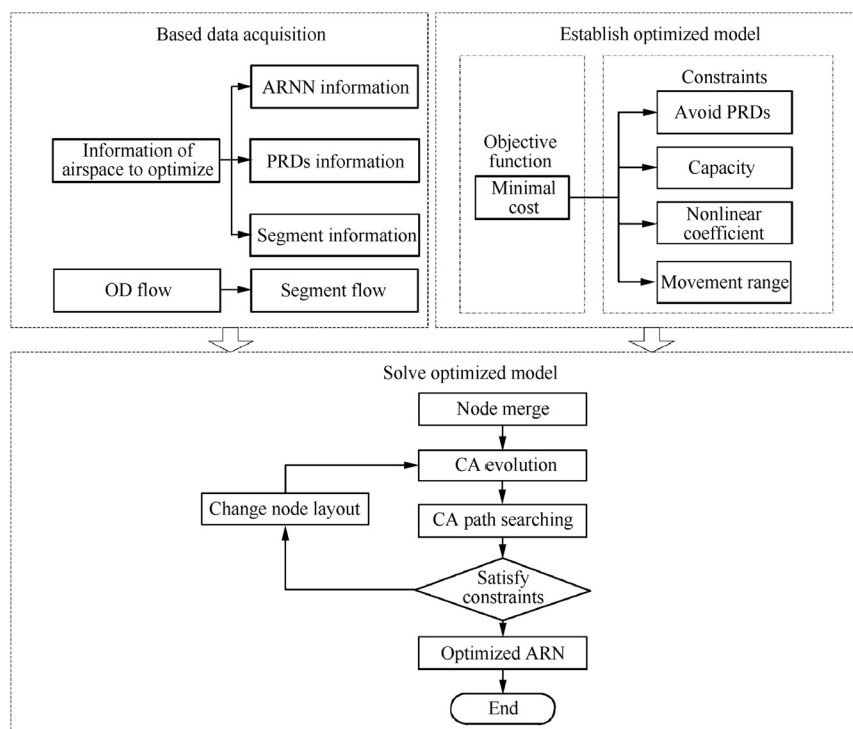 Based data acquisition
ARNN information
Information of
airspace to optimize
PRDs information
Segment information
OD flow
Segment flow
Establish optimized model
Constraints
Objective
function
Minimal
cost
Avoid PRDs
Capacity
Nonlinear
coefficient
Movement range
Solve optimized model
Node merge
CA evolution
Change node layout
CA path searching
Satisfy
constraints
Optimized ARN
End